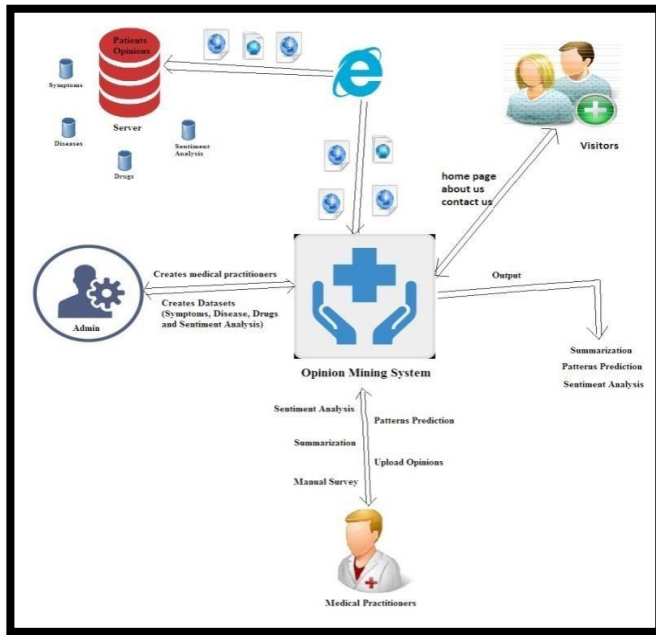 Patients
Opinions
Symptoms
Server
Diseases
Sentiment
Analysis
Drugs
Visitors
home page
about us
contact us
Creates medical practitioners
Creates Datasets
(Symptoms, Disease, Drugs
and Sentiment Analysis)
Admin
Output
Summarization
Patterns Prediction
Sentiment Analysis
Opinion Mining System
Sentiment Analysis
Patterns Prediction
Summarization
Upload Opinions
Manual Survey
Medical Practitioners